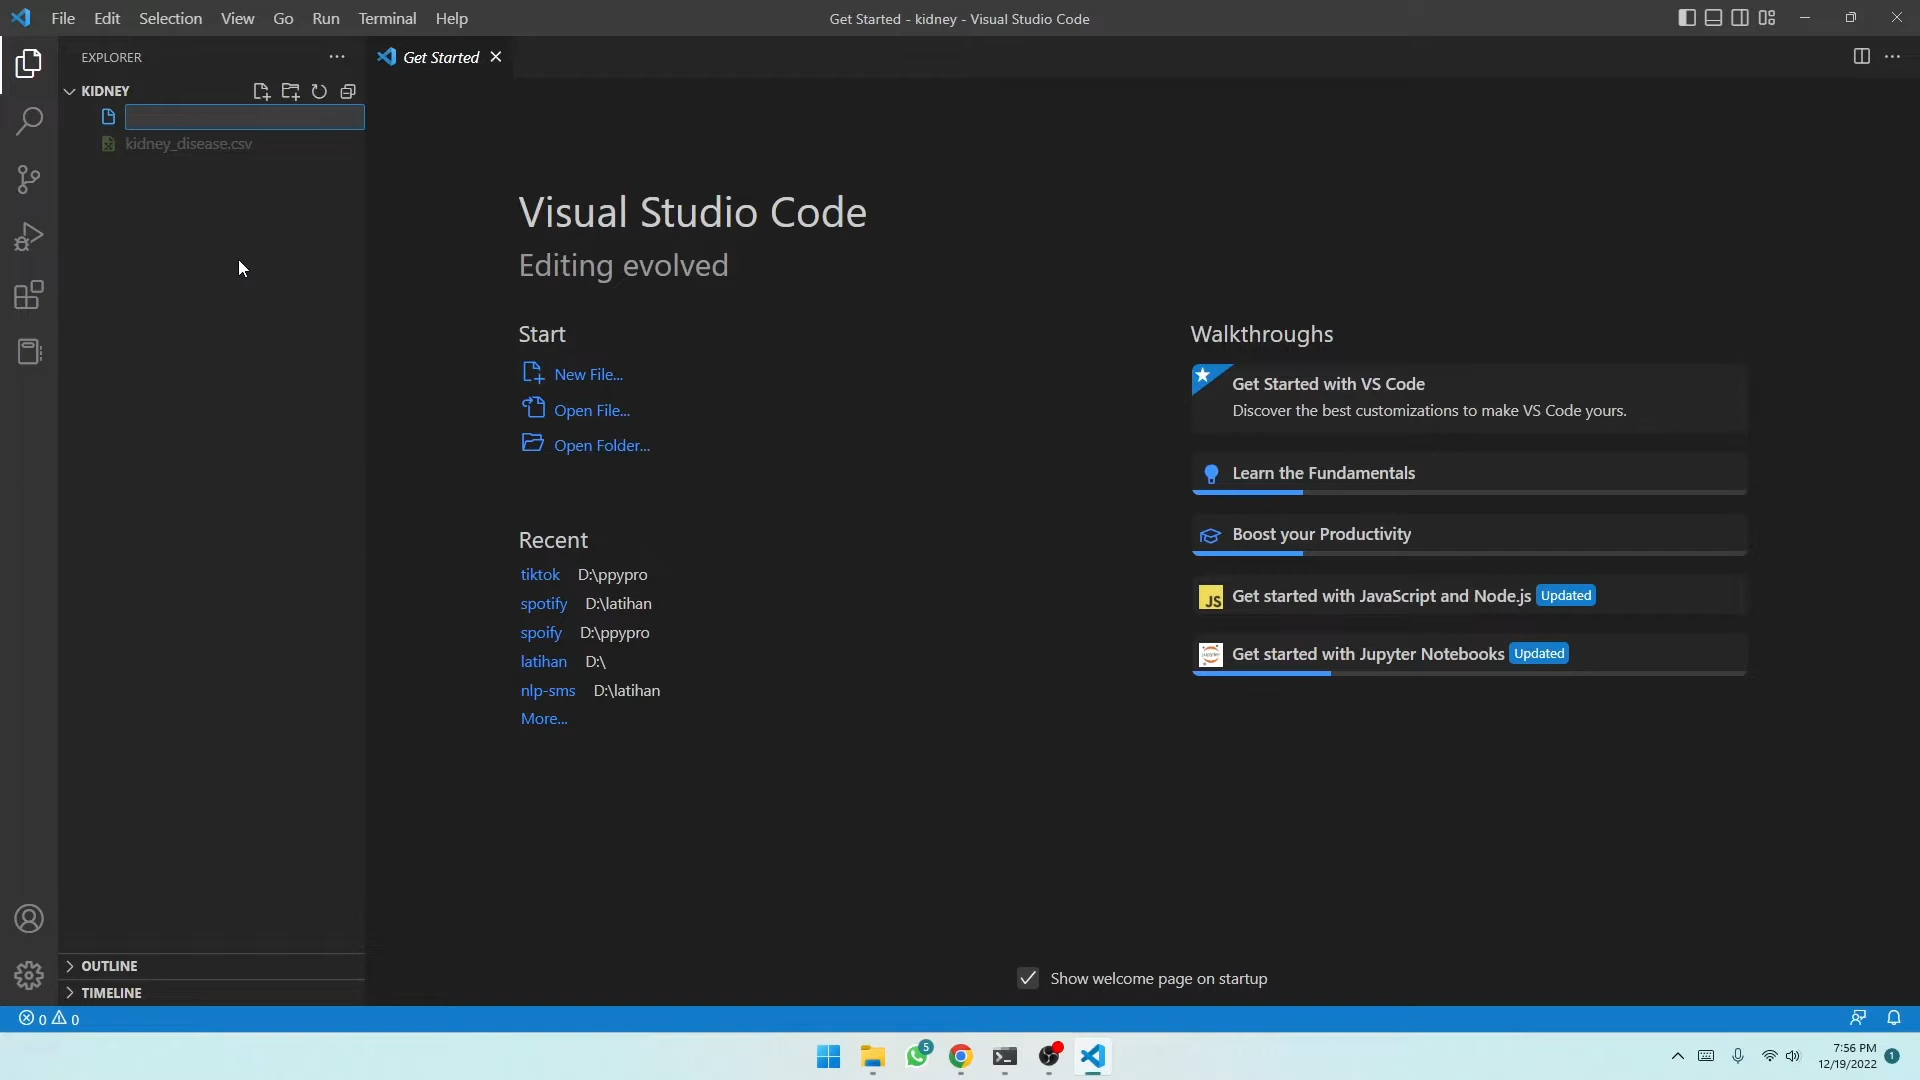 File Edit Selection View Go Run Terminal Help
Get Started - kidney - Visual Studio Code
EXPLORER
Get Started
KIDNEY
kidney_disease.csv
Visual Studio Code
Editing evolved
Start
New File...
Open File...
Open Folder...
Recent
tiktok D:\ppypro
spotify D:\latihan
spoify D:\ppypro
latihan D:\
nlp-sms D:\latihan
More...
Walkthroughs
Get Started with VS Code
Discover the best customizations to make VS Code yours.
Learn the Fundamentals
Boost your Productivity
JS Get started with JavaScript and Node.js Updated
Get started with Jupyter Notebooks Updated
OUTLINE
TIMELINE
Show welcome page on startup
0 0
5
7:56 PM
12/19/2022
1